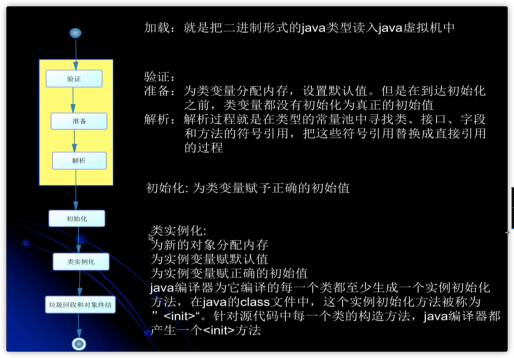 加载：就是把二进制形式的java类型读入java虚拟机中
验证：
准备：为类变量分配内存，设置默认值。但是在到达初始化
之前，类变量都没有初始化为真正的初始值
解析：解析过程就是在类型的常量池中寻找类、接口、字段
和方法的符号引用，把这些符号引用替换成直接引用
的过程
初始化: 为类变量赋予正确的初始值
类实例化:
为新的对象分配内存
为实例变量赋默认值
为实例变量赋正确的初始值
java编译器为它编译的每一个类都至少生成一个实例初始化
方法，在java的class文件中，这个实例初始化方法被称为
”<init>“。针对源代码中每一个类的构造方法，java编译器都
产生一个<init>方法
验证
准备
解析
初始化
类实例化
垃圾回收和对象终结